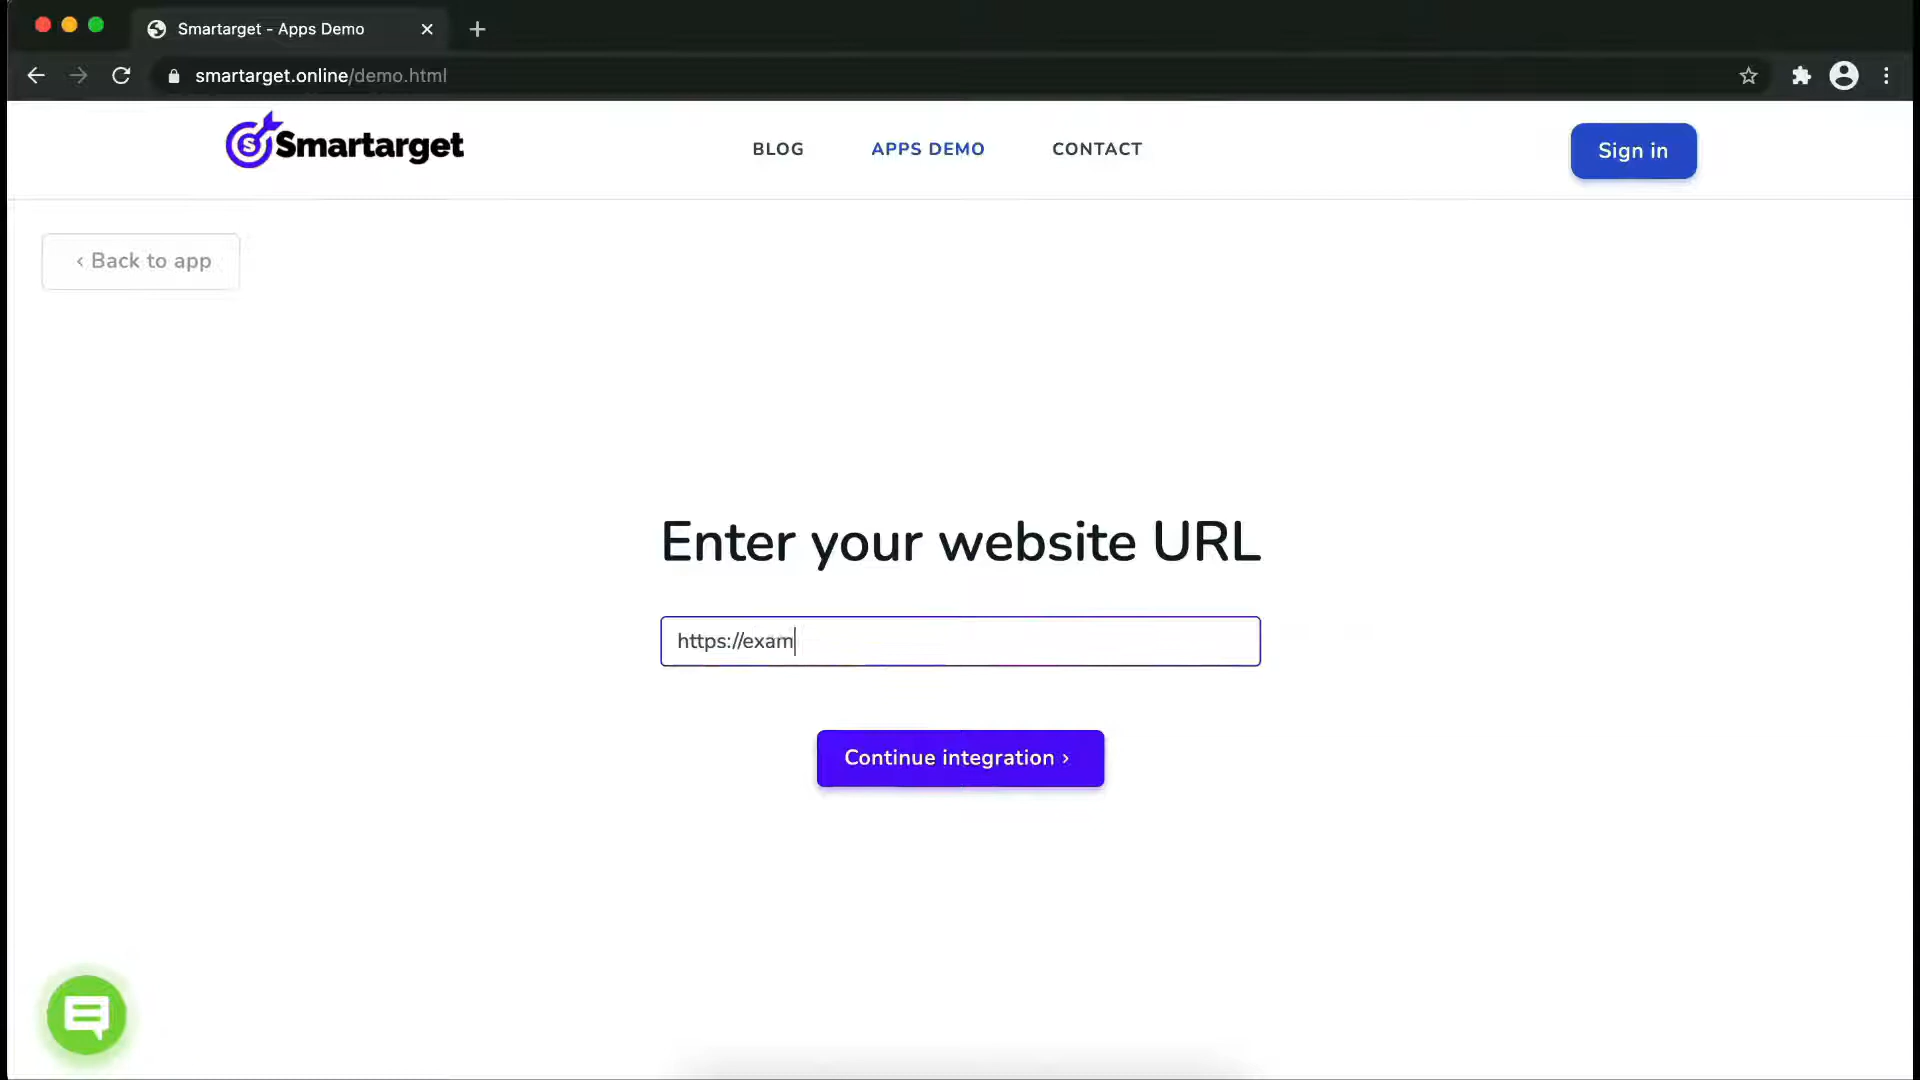 Smartarget - Apps Demo
smartarget.online/demo.html
Smartarget
BLOG
APPS DEMO
CONTACT
Sign in
‹ Back to app
Enter your website URL
https://exam
Continue integration ›